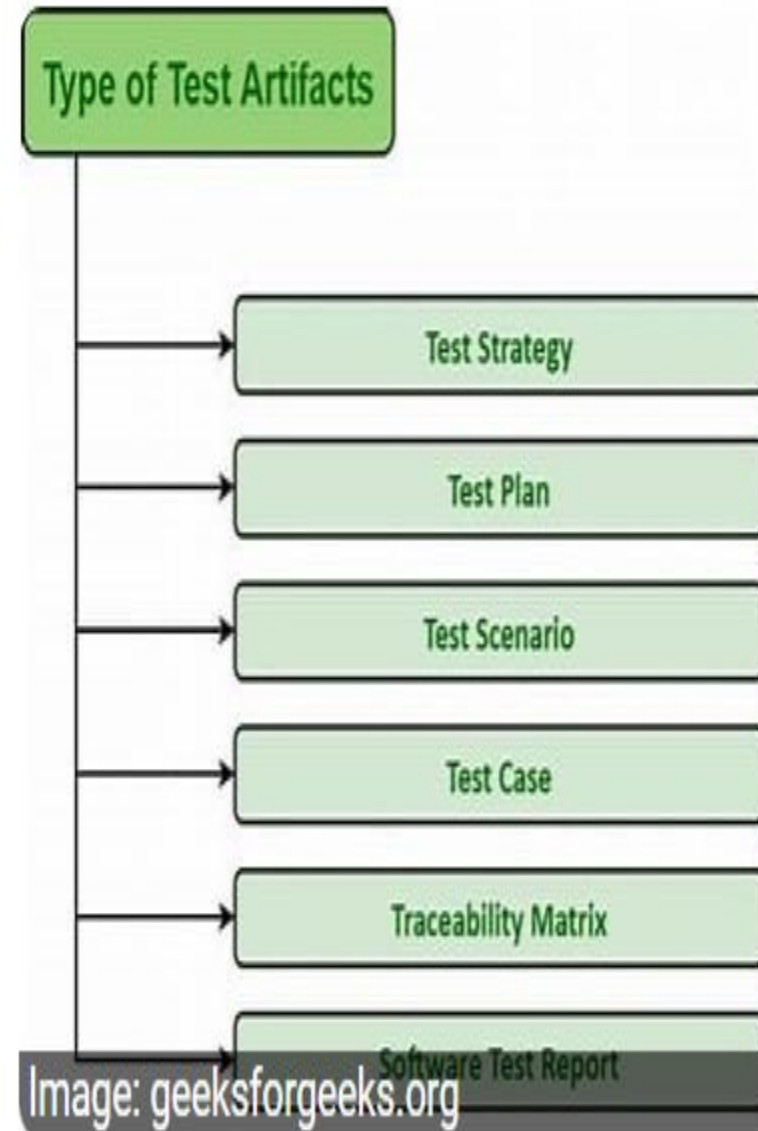 Type of Test Artifacts
Test Strategy
Test Plan
Test Scenario
Test Case
Traceability Matrix
Software Test Report
Image: geeksforgeeks.org